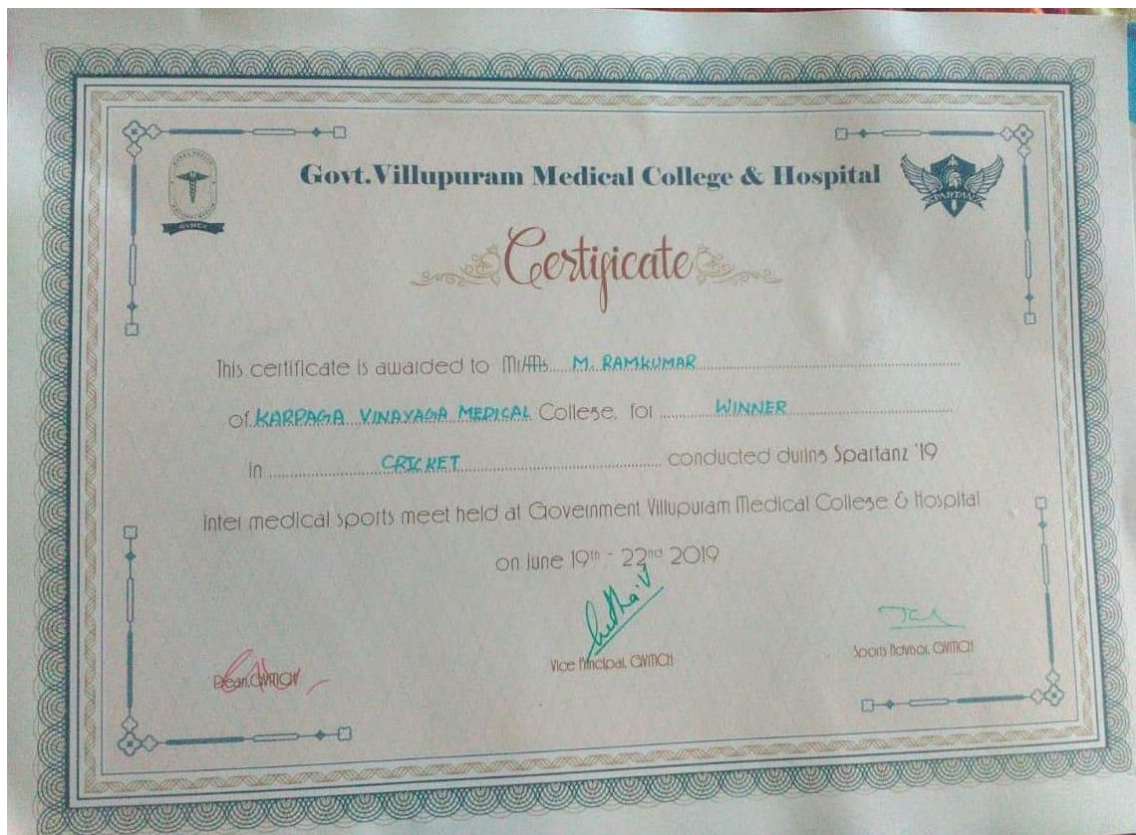 Govt.Villupuram Medical College & Hospital
SPARTANZ
GVMCH
Certificate
This certificate is awarded to Mr/Ms. M. RAMKUMAR
of KARPAGA VINAYAGA MEDICAL College, for WINNER
In CRICKET conducted during Spartanz '19
Inter medical sports meet held at Government Villupuram Medical College & Hospital
on June 19th - 22nd 2019
Dean, GVMCH
Vice Principal, GVMCH
Sports Advisor, GVMCH